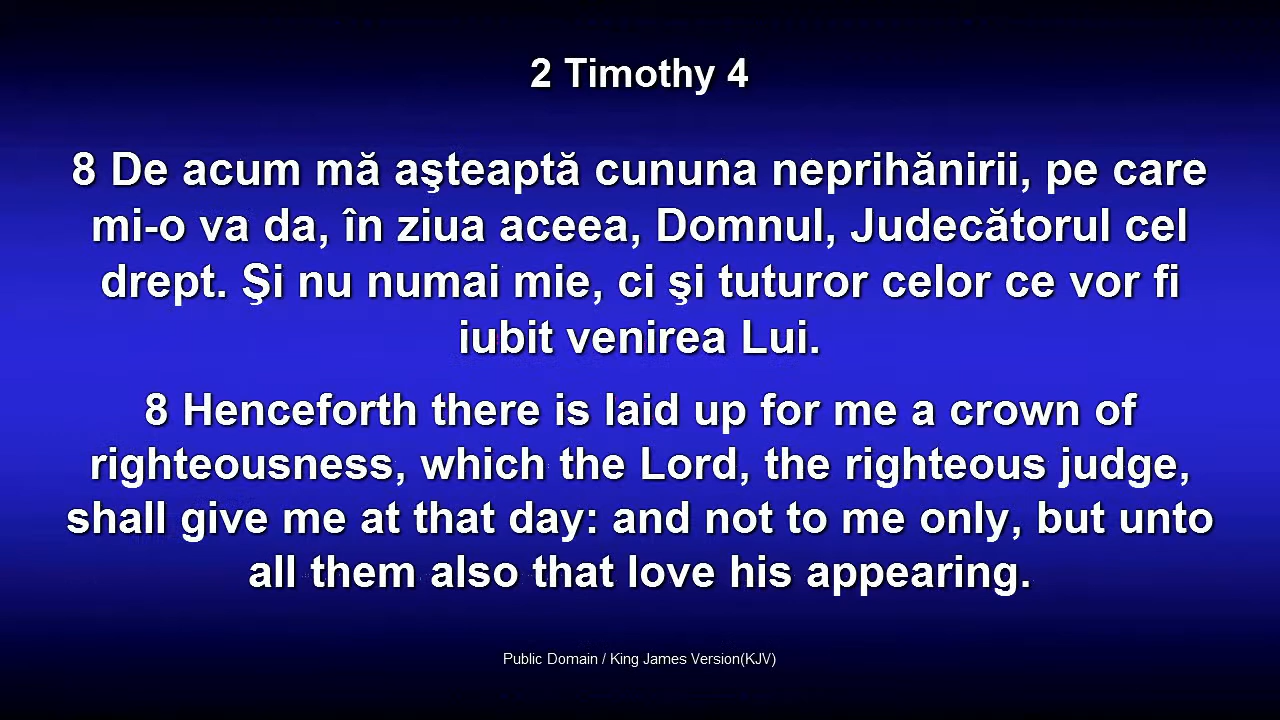 2 Timothy 4
8 De acum mă aşteaptă cununa neprihănirii, pe care
mi-o va da, în ziua aceea, Domnul, Judecătorul cel
drept. Şi nu numai mie, ci şi tuturor celor ce vor fi
iubit venirea Lui.
8 Henceforth there is laid up for me a crown of
righteousness, which the Lord, the righteous judge,
shall give me at that day: and not to me only, but unto
all them also that love his appearing.
Public Domain / King James Version(KJV)